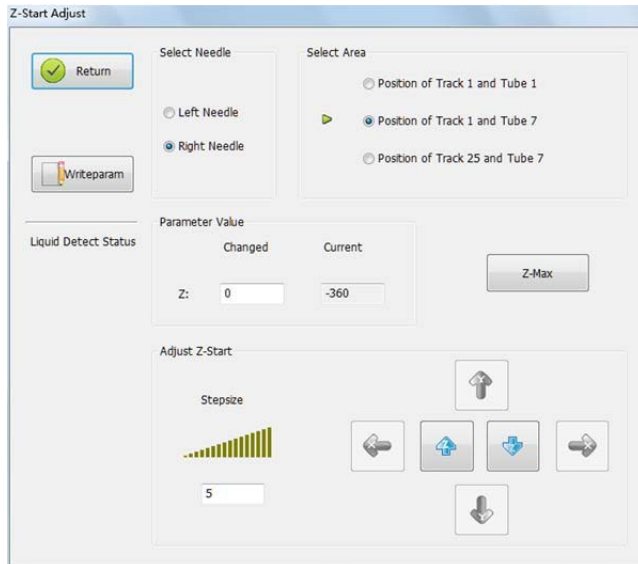 Z-Start Adjust
Return
Writeparam
Liquid Detect Status
Select Needle
Left Needle
Right Needle
Select Area
Position of Track 1 and Tube 1
Position of Track 1 and Tube 7
Position of Track 25 and Tube 7
Parameter Value
Changed
Current
Z:
0
-360
Z-Max
Adjust Z-Start
Stepsize
5
Y
X
Z
Z
X
Y